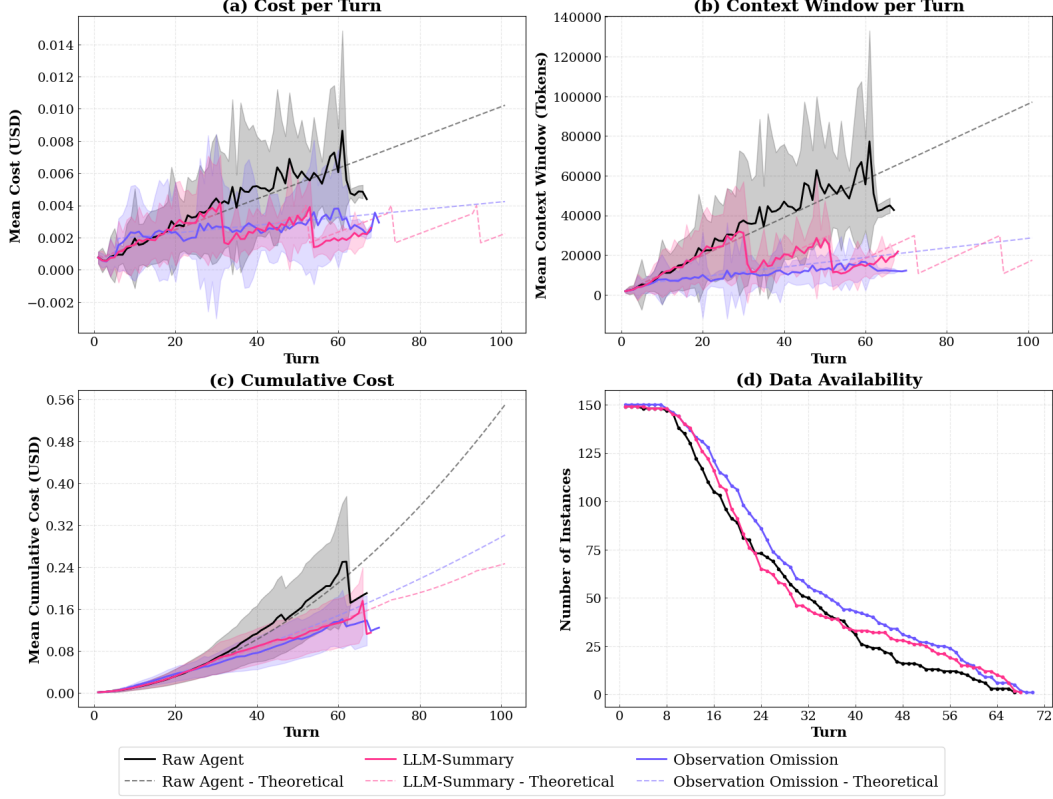 (a) Cost per Turn
0.014
0.012
0.010
0.008
0.006
0.004
0.002
0.000
−0.002
Mean Cost (USD)
0 20 40 60 80 100
Turn
(b) Context Window per Turn
140000
120000
100000
80000
60000
40000
20000
0
Mean Context Window (Tokens)
0 20 40 60 80 100
Turn
(c) Cumulative Cost
0.56
0.48
0.40
0.32
0.24
0.16
0.08
0.00
Mean Cumulative Cost (USD)
0 20 40 60 80 100
Turn
(d) Data Availability
150
125
100
75
50
25
0
Number of Instances
0 8 16 24 32 40 48 56 64 72
Turn
Raw Agent
Raw Agent - Theoretical
LLM-Summary
LLM-Summary - Theoretical
Observation Omission
Observation Omission - Theoretical